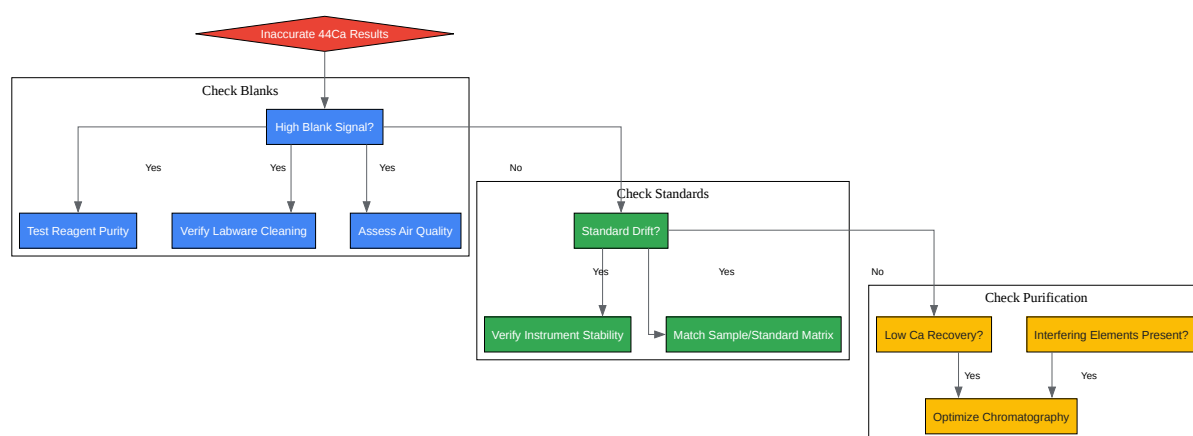 Inaccurate 44Ca Results
Check Blanks
High Blank Signal?
Yes
Yes
Yes
No
Test Reagent Purity
Verify Labware Cleaning
Assess Air Quality
Check Standards
Standard Drift?
Yes
Yes
No
Verify Instrument Stability
Match Sample/Standard Matrix
Check Purification
Low Ca Recovery?
Interfering Elements Present?
Yes
Yes
Optimize Chromatography